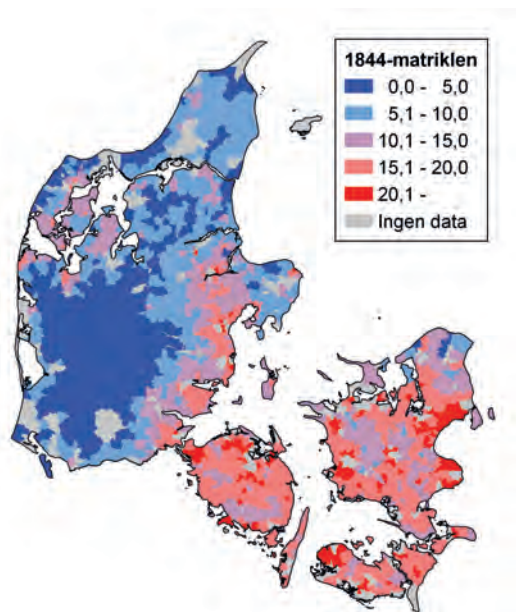 1844-matriklen
0,0 - 5,0
5,1 - 10,0
10,1 - 15,0
15,1 - 20,0
20,1 -
Ingen data